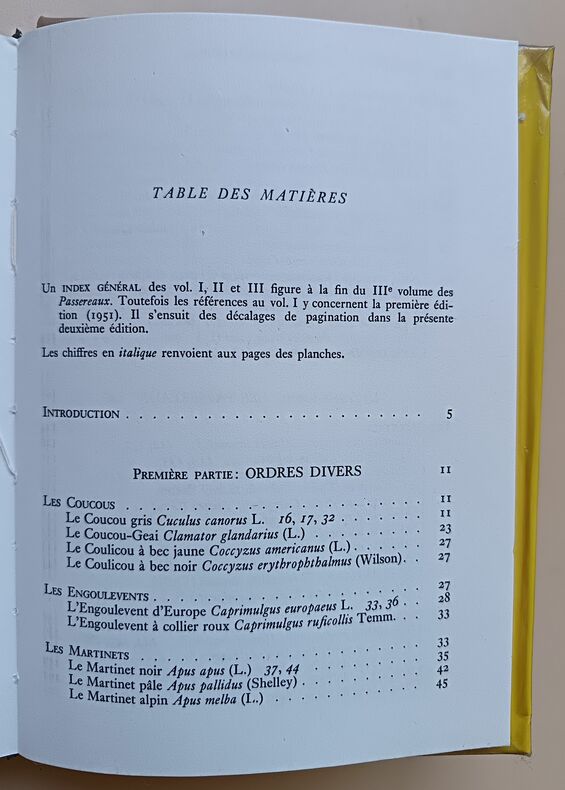 TABLE DES MATIÈRES
Un INDEX GÉNÉRAL des vol. I, II et III figure à la fin du IIIe volume des
Passereaux. Toutefois les références au vol. I y concernent la première édi-
tion (1951). Il s'ensuit des décalages de pagination dans la présente
deuxième édition.
Les chiffres en italique renvoient aux pages des planches.
INTRODUCTION . . . . . . . . . . . . . . . . . . . . . . . 5
PREMIÈRE PARTIE: ORDRES DIVERS 11
LES COUCOUS . . . . . . . . . . . . . . . . . . . . . . . 11
Le Coucou gris Cuculus canorus L. 16, 17, 32 . . . . . . . 11
Le Coucou-Geai Clamator glandarius (L.) . . . . . . . . . . 23
Le Coulicou à bec jaune Coccyzus americanus (L.) . . . . . . 27
Le Coulicou à bec noir Coccyzus erythrophthalmus (Wilson). . 27
LES ENGOULEVENTS . . . . . . . . . . . . . . . . . . . . 27
L'Engoulevent d'Europe Caprimulgus europaeus L. 33, 36 . . . 28
L'Engoulevent à collier roux Caprimulgus ruficollis Temm. . . 33
LES MARTINETS . . . . . . . . . . . . . . . . . . . . . . 33
Le Martinet noir Apus apus (L.) 37, 44 . . . . . . . . . . 35
Le Martinet pâle Apus pallidus (Shelley) . . . . . . . . . . 42
Le Martinet alpin Apus melba (L.) . . . . . . . . . . . . . 45